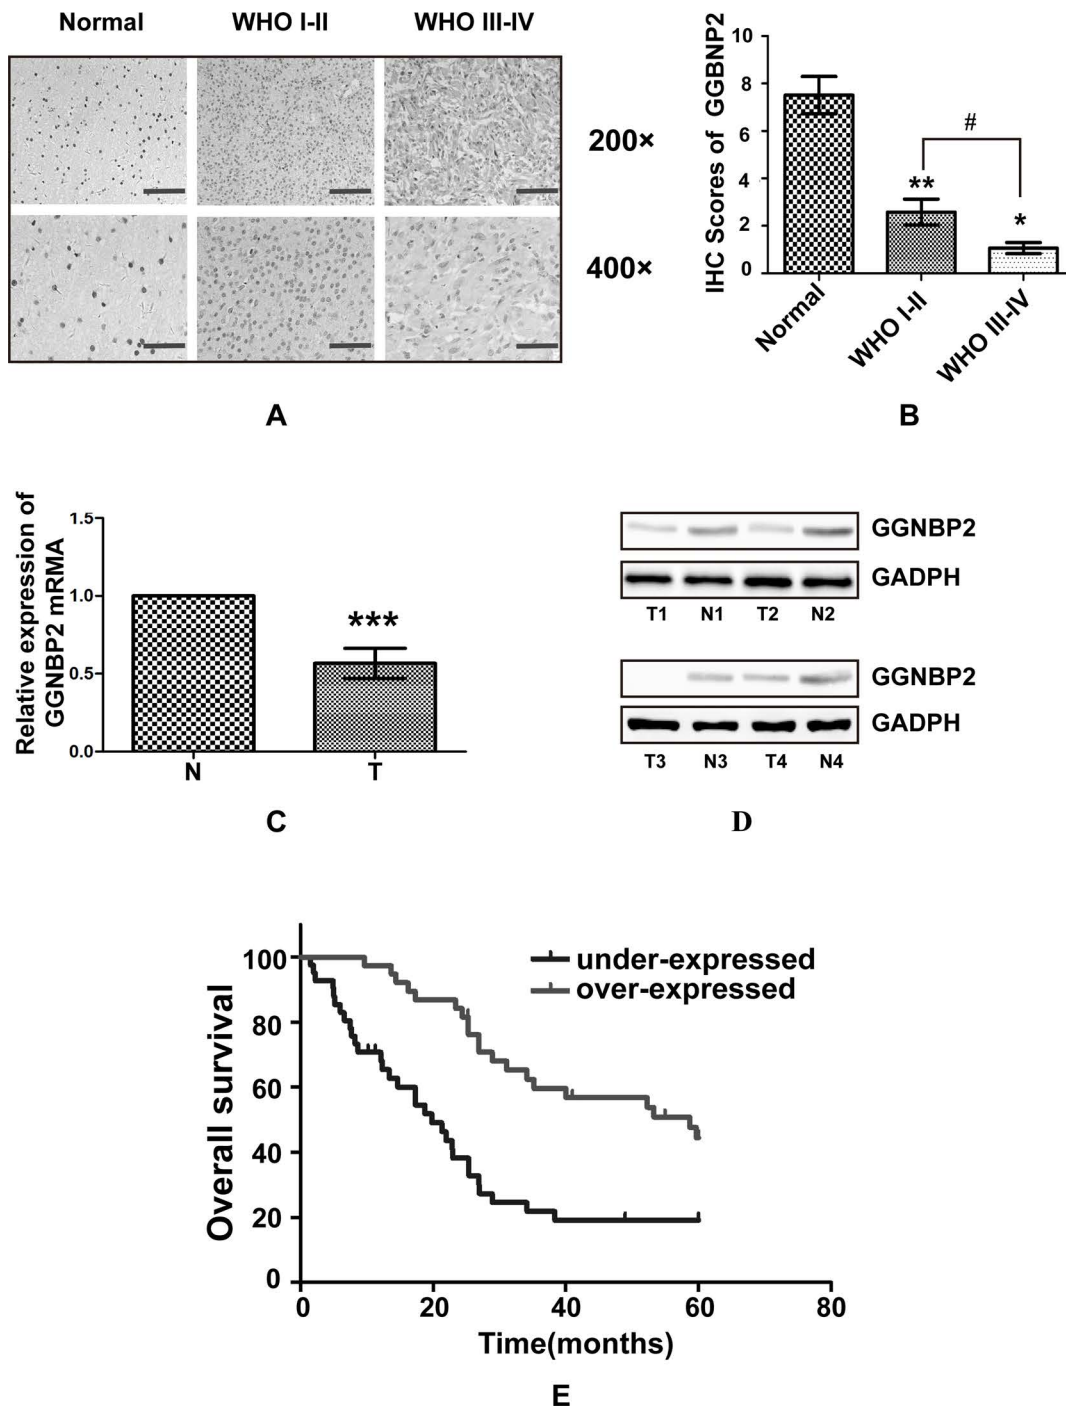 Normal WHO I-II WHO III-IV
200×
400×
A
IHC Scores of GGBNP2
10
8
6
4
2
0
#
**
*
Normal
WHO I-II
WHO III-IV
B
Relative expression of
GGNBP2 mRMA
1.5
1.0
0.5
0.0
***
N T
C
GGNBP2
GADPH
T1 N1 T2 N2
GGNBP2
GADPH
T3 N3 T4 N4
D
Overall survival
100
80
60
40
20
0
under-expressed
over-expressed
0 20 40 60 80
Time(months)
E